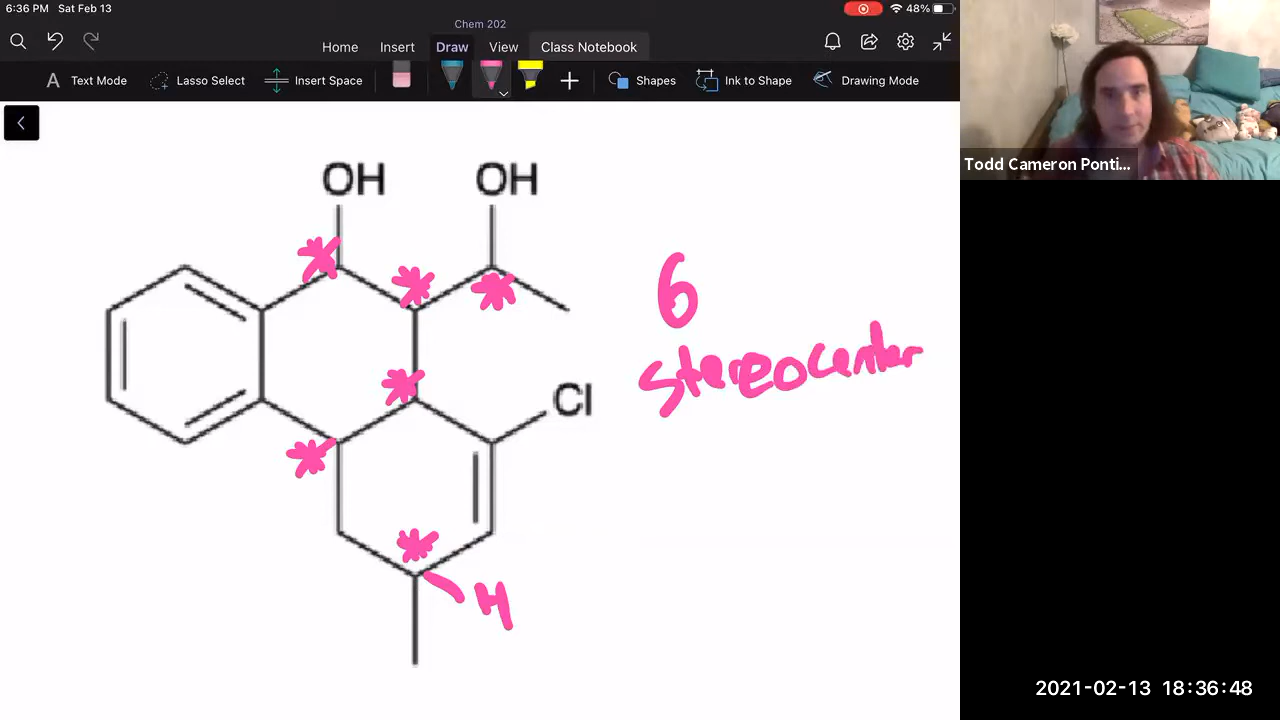 6:36 PM Sat Feb 13
48%
Chem 202
Home Insert Draw View Class Notebook
Text Mode Lasso Select Insert Space Shapes Ink to Shape Drawing Mode
Todd Cameron Ponti...
OH OH
6
stereocenter
Cl
H
2021-02-13 18:36:48